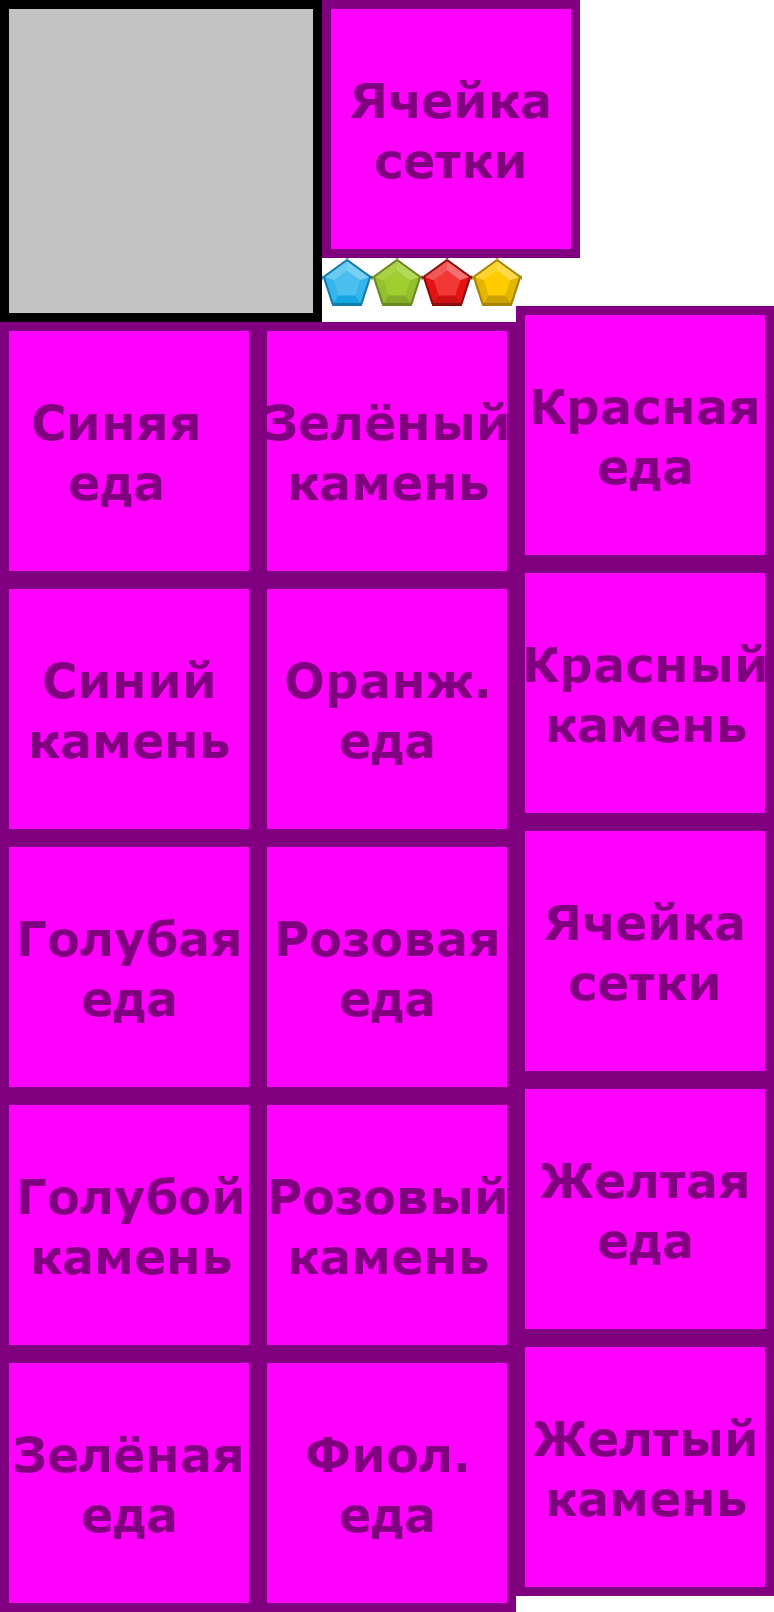 Ячейка
сетки
Синяя
еда
Зелёный
камень
Красная
еда
Синий
камень
Оранж.
еда
Красный
камень
Голубая
еда
Розовая
еда
Ячейка
сетки
Голубой
камень
Розовый
камень
Желтая
еда
Зелёная
еда
Фиол.
еда
Желтый
камень